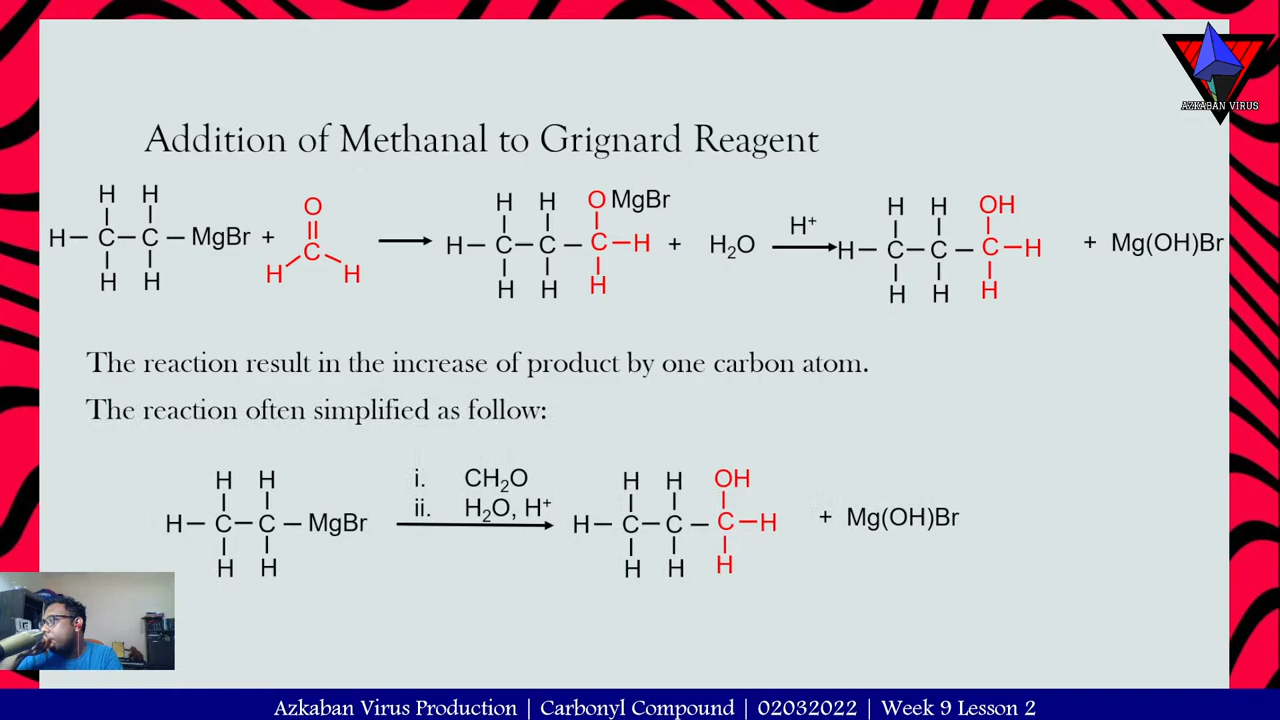 AZKABAN VIRUS
Addition of Methanal to Grignard Reagent
H H O H H O MgBr H H OH
H C C MgBr + C H C C C H + H₂O H⁺ H C C C H + Mg(OH)Br
H H H H H H H H H H
The reaction result in the increase of product by one carbon atom.
The reaction often simplified as follow:
H H i. CH₂O H H OH
H C C MgBr ii. H₂O, H⁺ H C C C H + Mg(OH)Br
H H H H H
Azkaban Virus Production | Carbonyl Compound | 02032022 | Week 9 Lesson 2